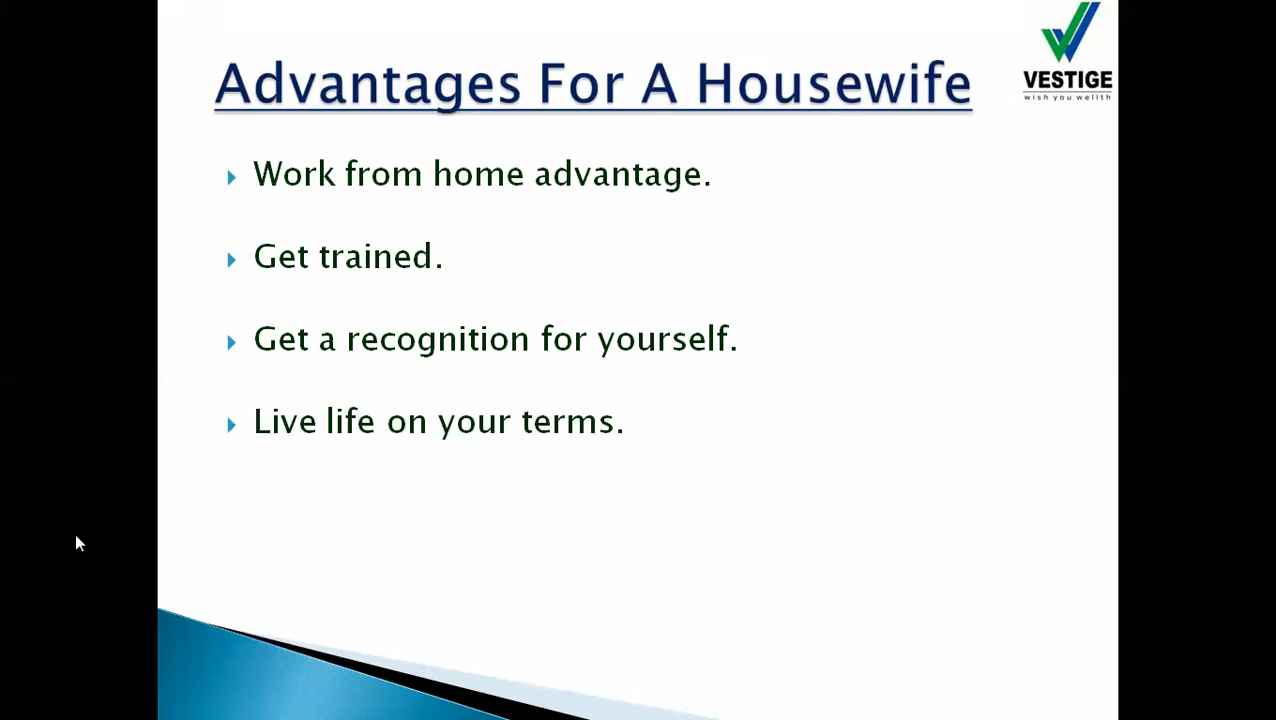 VESTIGE
wish you wellth
Advantages For A Housewife
Work from home advantage.
Get trained.
Get a recognition for yourself.
Live life on your terms.